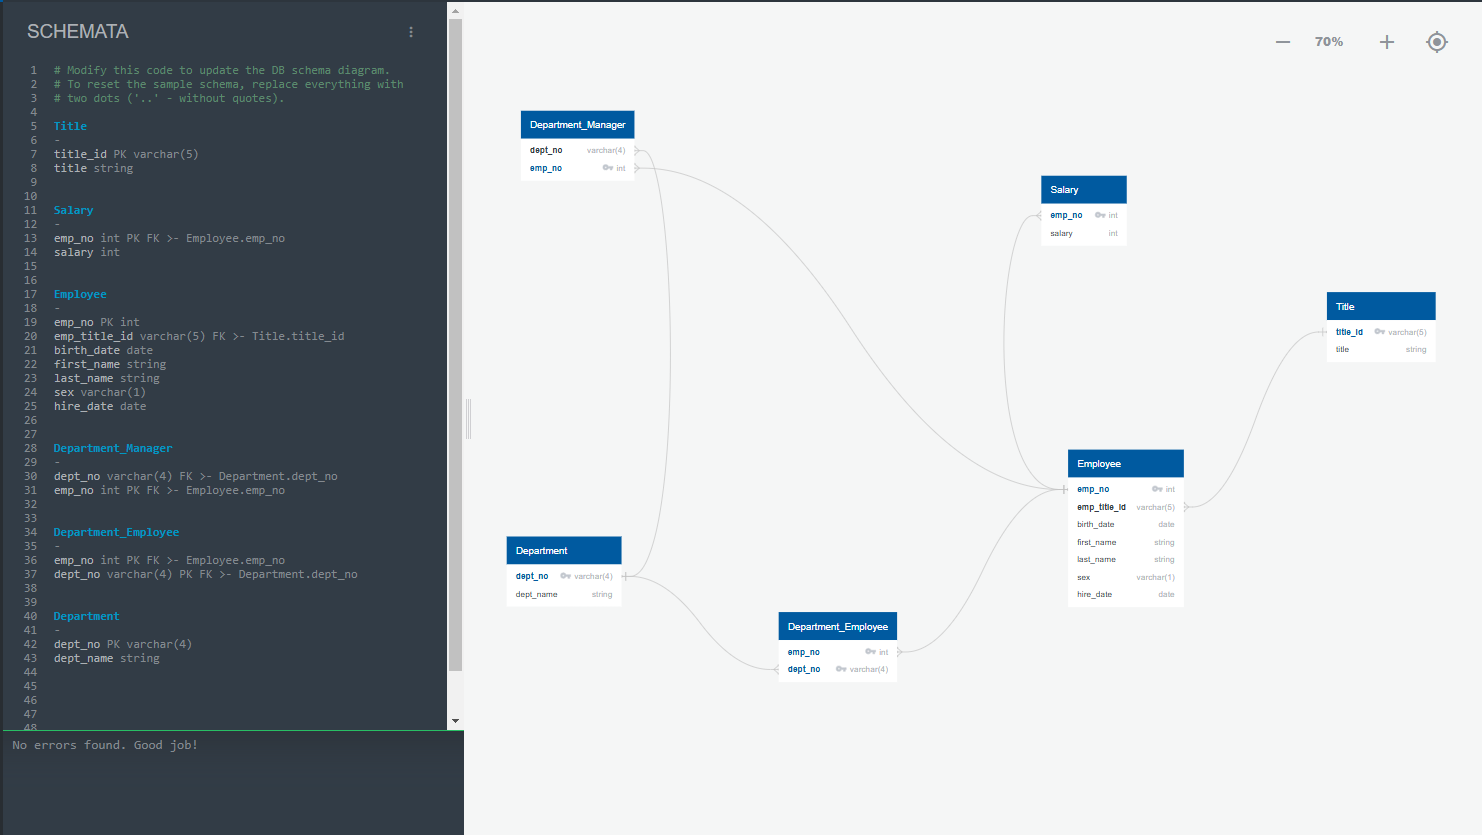 SCHEMATA
1 # Modify this code to update the DB schema diagram.
2 # To reset the sample schema, replace everything with
3 # two dots ('..' - without quotes).
4
5 Title
6 -
7 title_id PK varchar(5)
8 title string
9
10
11 Salary
12 -
13 emp_no int PK FK >- Employee.emp_no
14 salary int
15
16
17 Employee
18 -
19 emp_no PK int
20 emp_title_id varchar(5) FK >- Title.title_id
21 birth_date date
22 first_name string
23 last_name string
24 sex varchar(1)
25 hire_date date
26
27
28 Department_Manager
29 -
30 dept_no varchar(4) FK >- Department.dept_no
31 emp_no int PK FK >- Employee.emp_no
32
33
34 Department_Employee
35 -
36 emp_no int PK FK >- Employee.emp_no
37 dept_no varchar(4) PK FK >- Department.dept_no
38
39
40 Department
41 -
42 dept_no PK varchar(4)
43 dept_name string
44
45
46
47
48
No errors found. Good job!
70%
Department_Manager
dept_no varchar(4)
emp_no int
Salary
emp_no int
salary int
Title
title_id varchar(5)
title string
Employee
emp_no int
emp_title_id varchar(5)
birth_date date
first_name string
last_name string
sex varchar(1)
hire_date date
Department
dept_no varchar(4)
dept_name string
Department_Employee
emp_no int
dept_no varchar(4)